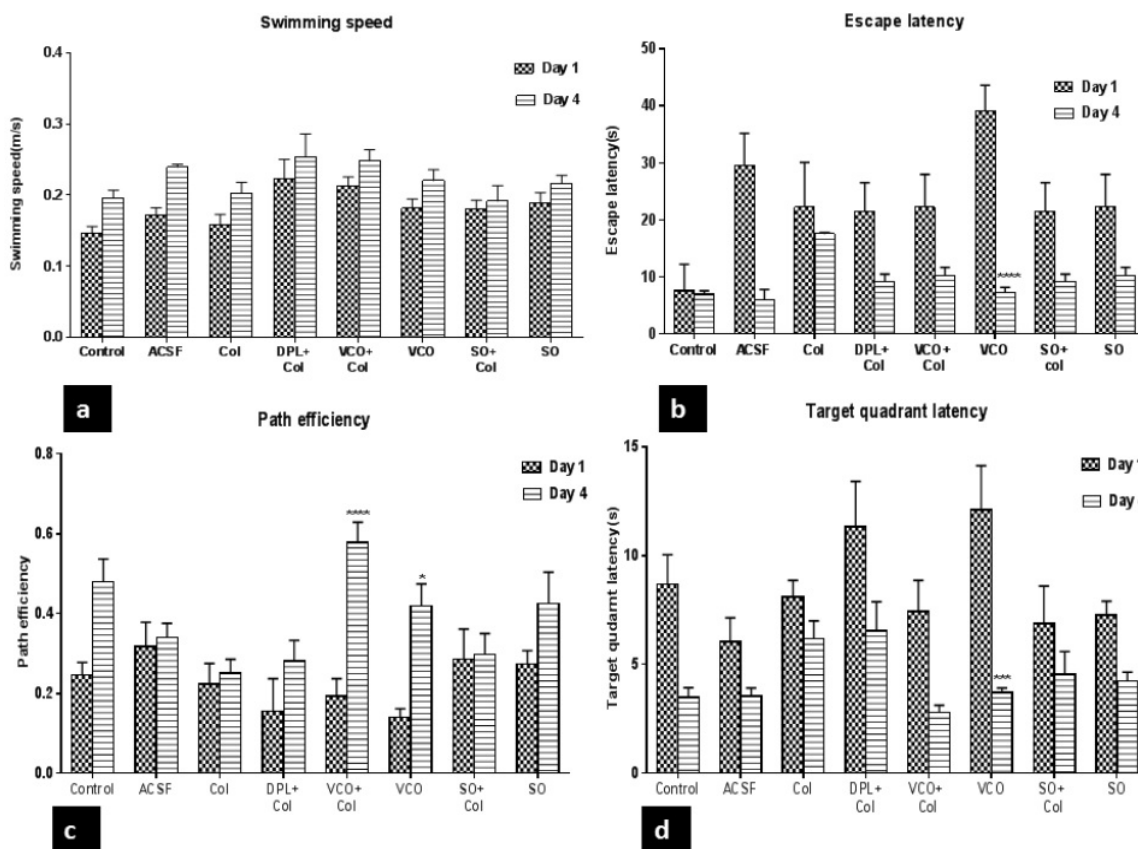 Swimming speed
0.4
0.3
0.2
0.1
0.0
Swimming speed(m/s)
Day 1
Day 4
Control ACSF Col DPL+ VCO+ VCO SO+ SO
Col Col Col
a
Escape latency
50
40
30
20
10
0
Escape latency(s)
Day 1
Day 4
****
Control ACSF Col DPL+ VCO+ VCO SO+ SO
Col Col col
b
Path efficiency
0.8
0.6
0.4
0.2
0.0
Path efficiency
Day 1
Day 4
****
*
Control ACSF Col DPL+ VCO+ VCO SO+ SO
Col Col Col
c
Target quadrant latency
15
10
5
0
Target qudarnt latency(s)
Day
Day
***
Control ACSF Col DPL+ VCO+ VCO SO+ SO
Col Col Col
d